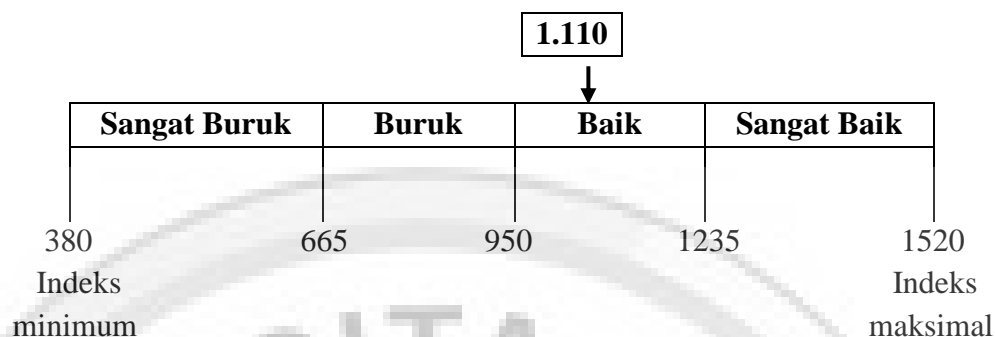 1.110
Sangat Buruk Buruk Baik Sangat Baik
380 665 950 1235 1520
Indeks Indeks
minimum maksimal